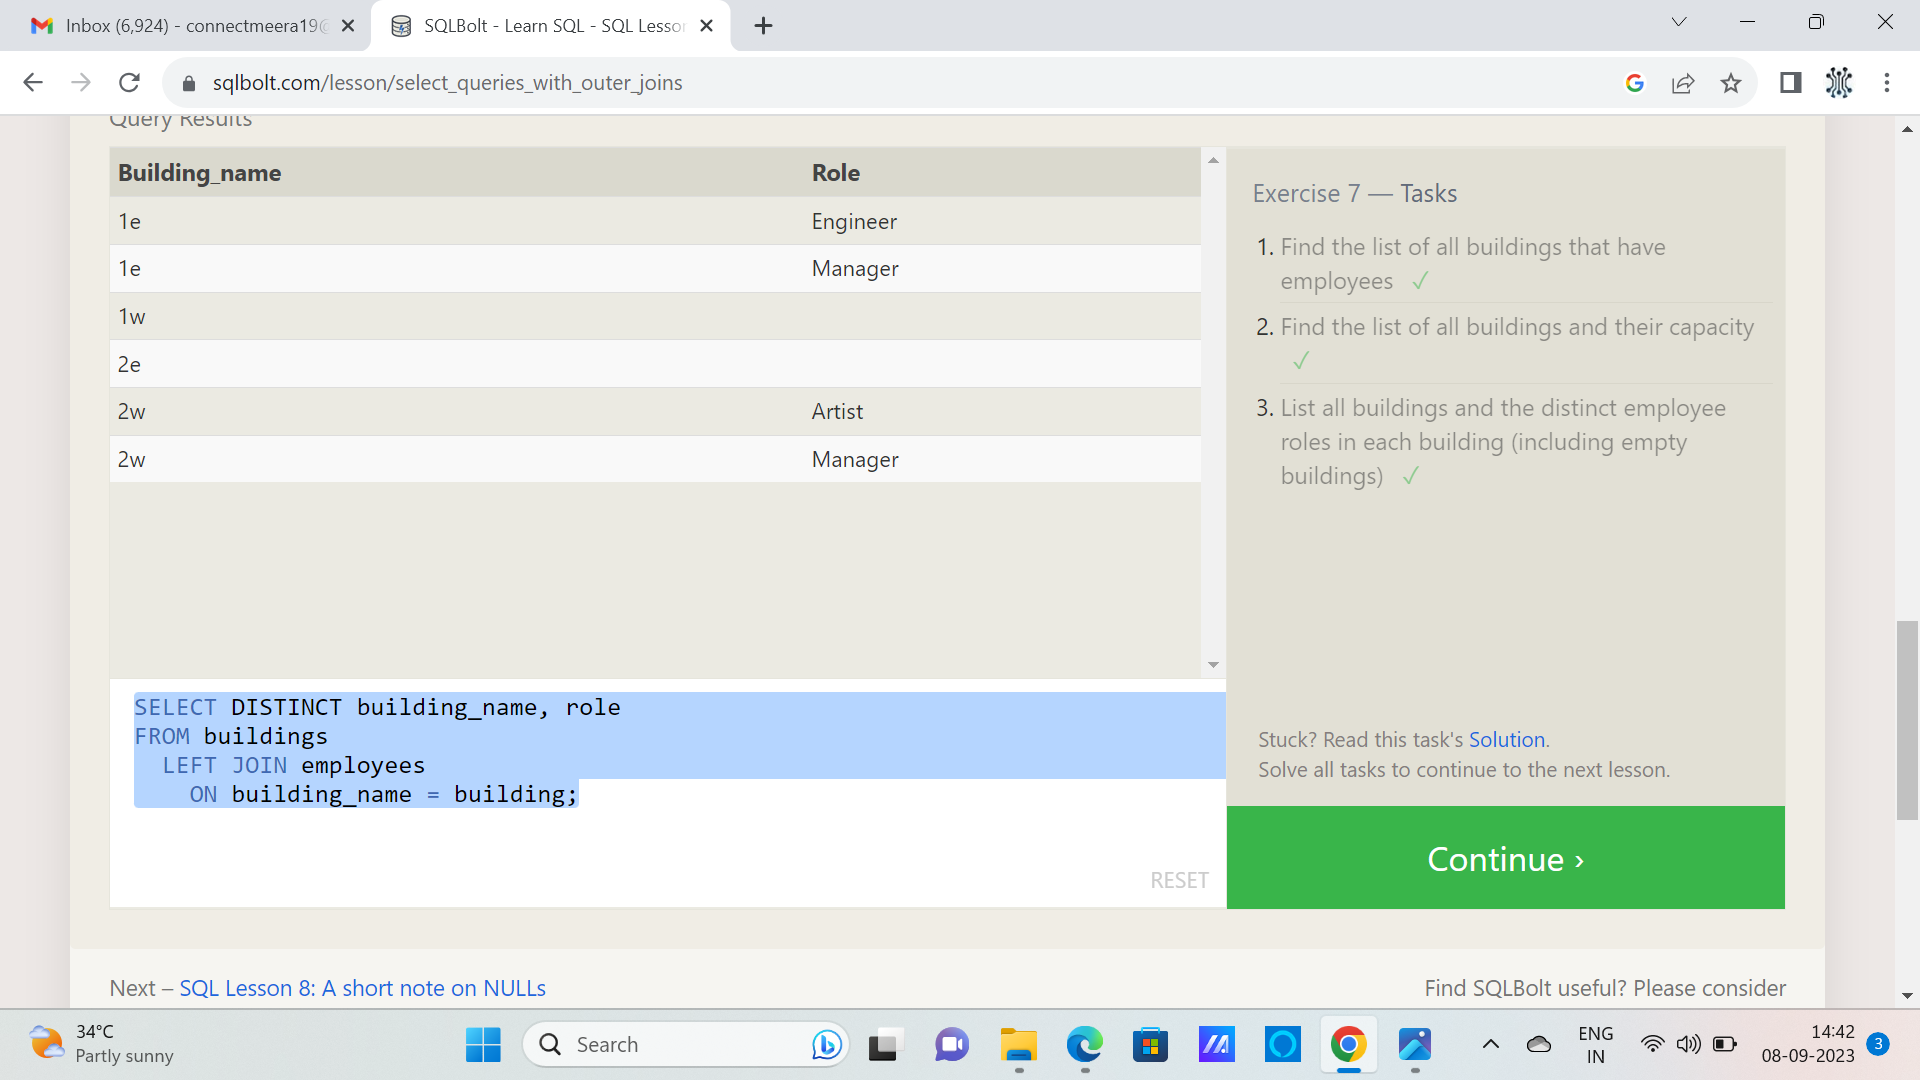 Inbox (6,924) - connectmeera19@
SQLBolt - Learn SQL - SQL Lesson
sqlbolt.com/lesson/select_queries_with_outer_joins
Query Results
Building_name Role
1e Engineer
1e Manager
1w
2e
2w Artist
2w Manager
Exercise 7 — Tasks
1. Find the list of all buildings that have
employees ✓
2. Find the list of all buildings and their capacity
✓
3. List all buildings and the distinct employee
roles in each building (including empty
buildings) ✓
SELECT DISTINCT building_name, role
FROM buildings
LEFT JOIN employees
ON building_name = building;
RESET
Stuck? Read this task's Solution.
Solve all tasks to continue to the next lesson.
Continue ›
Next – SQL Lesson 8: A short note on NULLs
Find SQLBolt useful? Please consider
34°C
Partly sunny
Search
ENG
IN
14:42
08-09-2023
3